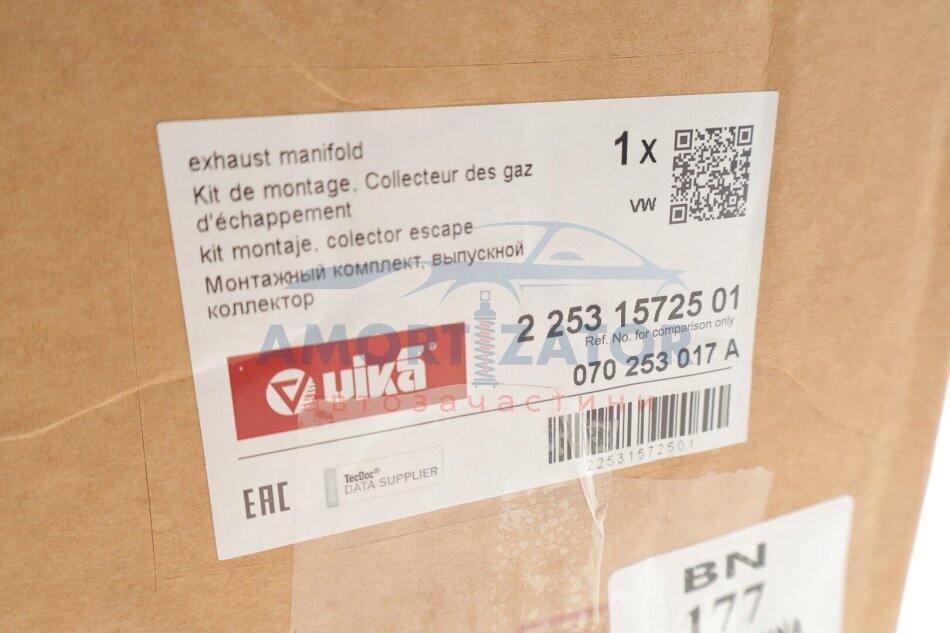 exhaust manifold
Kit de montage, Collecteur des gaz
d'échappement
kit montaje, colector escape
Монтажный комплект, выпускной
коллектор
1 x
VW
2 253 15725 01
Ref. No. for comparison only
070 253 017 A
vika®
22531572501
EAC
TecDoc®
DATA SUPPLIER
AMORTIZATOR
автозачастини
BN
177